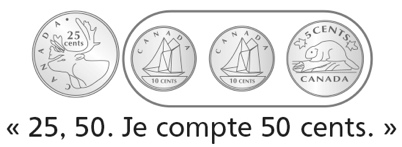 CANADA
25
cents
CANADA
10 CENTS
CANADA
10 CENTS
5 CENTS
CANADA
« 25, 50. Je compte 50 cents. »